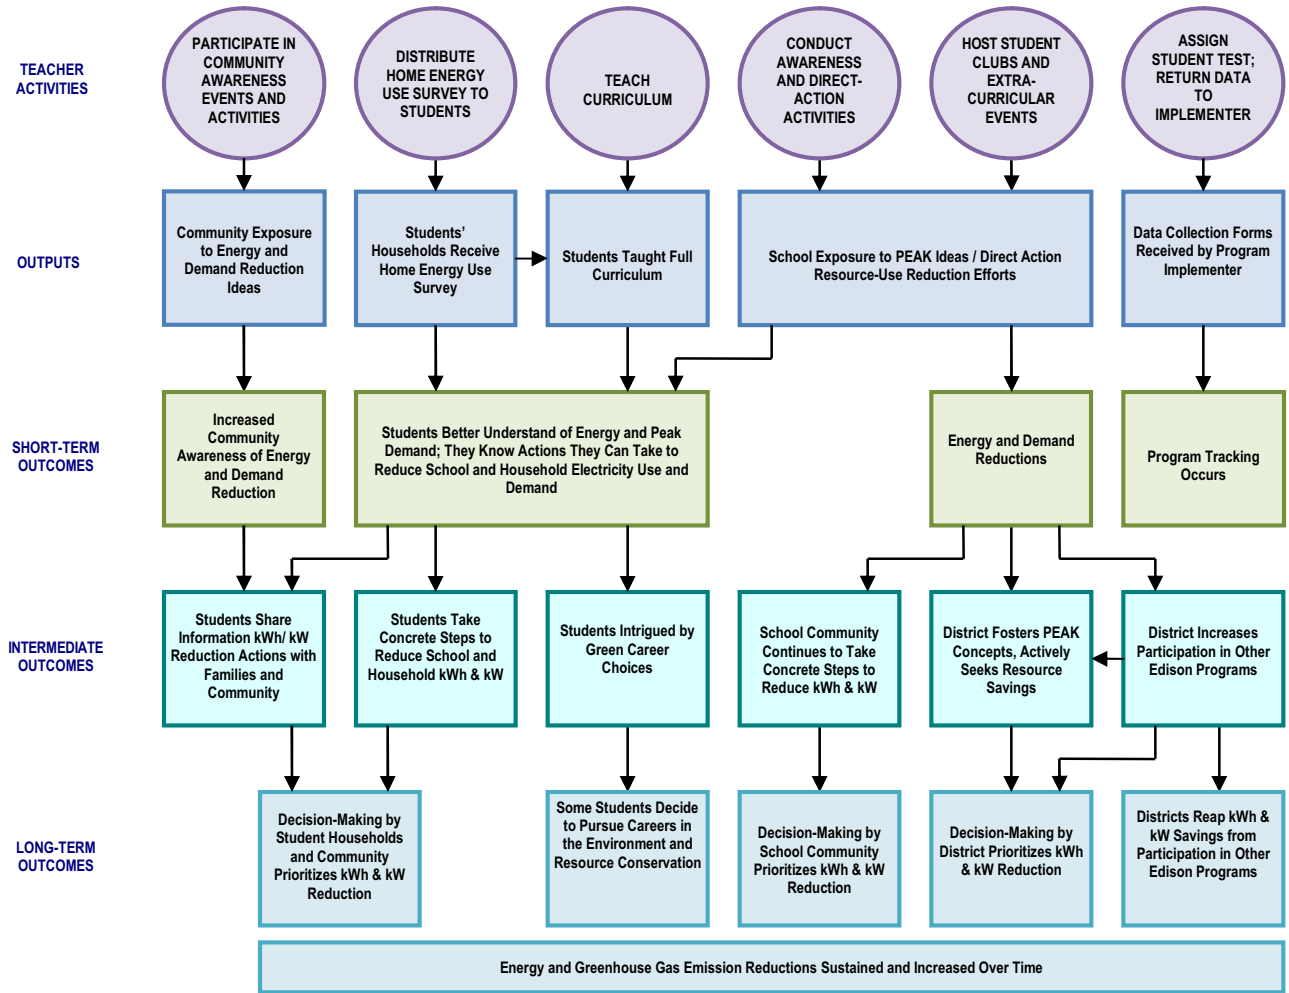 TEACHER
ACTIVITIES
PARTICIPATE IN
COMMUNITY
AWARENESS
EVENTS AND
ACTIVITIES
DISTRIBUTE
HOME ENERGY
USE SURVEY TO
STUDENTS
TEACH
CURRICULUM
CONDUCT
AWARENESS
AND DIRECT-
ACTION
ACTIVITIES
HOST STUDENT
CLUBS AND
EXTRA-
CURRICULAR
EVENTS
ASSIGN
STUDENT TEST;
RETURN DATA
TO
IMPLEMENTER
OUTPUTS
Community Exposure
to Energy and
Demand Reduction
Ideas
Students'
Households Receive
Home Energy Use
Survey
Students Taught Full
Curriculum
School Exposure to PEAK Ideas / Direct Action
Resource-Use Reduction Efforts
Data Collection Forms
Received by Program
Implementer
SHORT-TERM
OUTCOMES
Increased
Community
Awareness of Energy
and Demand
Reduction
Students Better Understand of Energy and Peak
Demand; They Know Actions They Can Take to
Reduce School and Household Electricity Use and
Demand
Energy and Demand
Reductions
Program Tracking
Occurs
INTERMEDIATE
OUTCOMES
Students Share
Information kWh/ kW
Reduction Actions with
Families and
Community
Students Take
Concrete Steps to
Reduce School and
Household kWh & kW
Students Intrigued by
Green Career
Choices
School Community
Continues to Take
Concrete Steps to
Reduce kWh & kW
District Fosters PEAK
Concepts, Actively
Seeks Resource
Savings
District Increases
Participation in Other
Edison Programs
LONG-TERM
OUTCOMES
Decision-Making by
Student Households
and Community
Prioritizes kWh & kW
Reduction
Some Students Decide
to Pursue Careers in
the Environment and
Resource Conservation
Decision-Making by
School Community
Prioritizes kWh & kW
Reduction
Decision-Making by
District Prioritizes kWh
& kW Reduction
Districts Reap kWh &
kW Savings from
Participation in Other
Edison Programs
Energy and Greenhouse Gas Emission Reductions Sustained and Increased Over Time